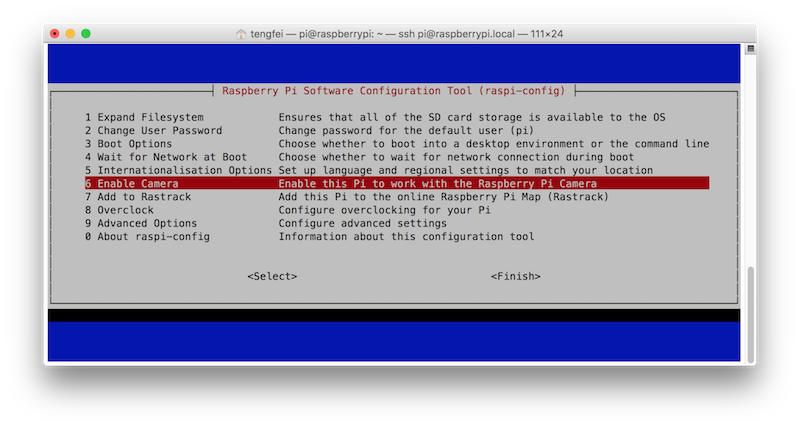 tengfei — pi@raspberrypi: ~ — ssh pi@raspberrypi.local — 111×24
Raspberry Pi Software Configuration Tool (raspi-config)
1 Expand Filesystem Ensures that all of the SD card storage is available to the OS
2 Change User Password Change password for the default user (pi)
3 Boot Options Choose whether to boot into a desktop environment or the command line
4 Wait for Network at Boot Choose whether to wait for network connection during boot
5 Internationalisation Options Set up language and regional settings to match your location
6 Enable Camera Enable this Pi to work with the Raspberry Pi Camera
7 Add to Rastrack Add this Pi to the online Raspberry Pi Map (Rastrack)
8 Overclock Configure overclocking for your Pi
9 Advanced Options Configure advanced settings
0 About raspi-config Information about this configuration tool
<Select> <Finish>